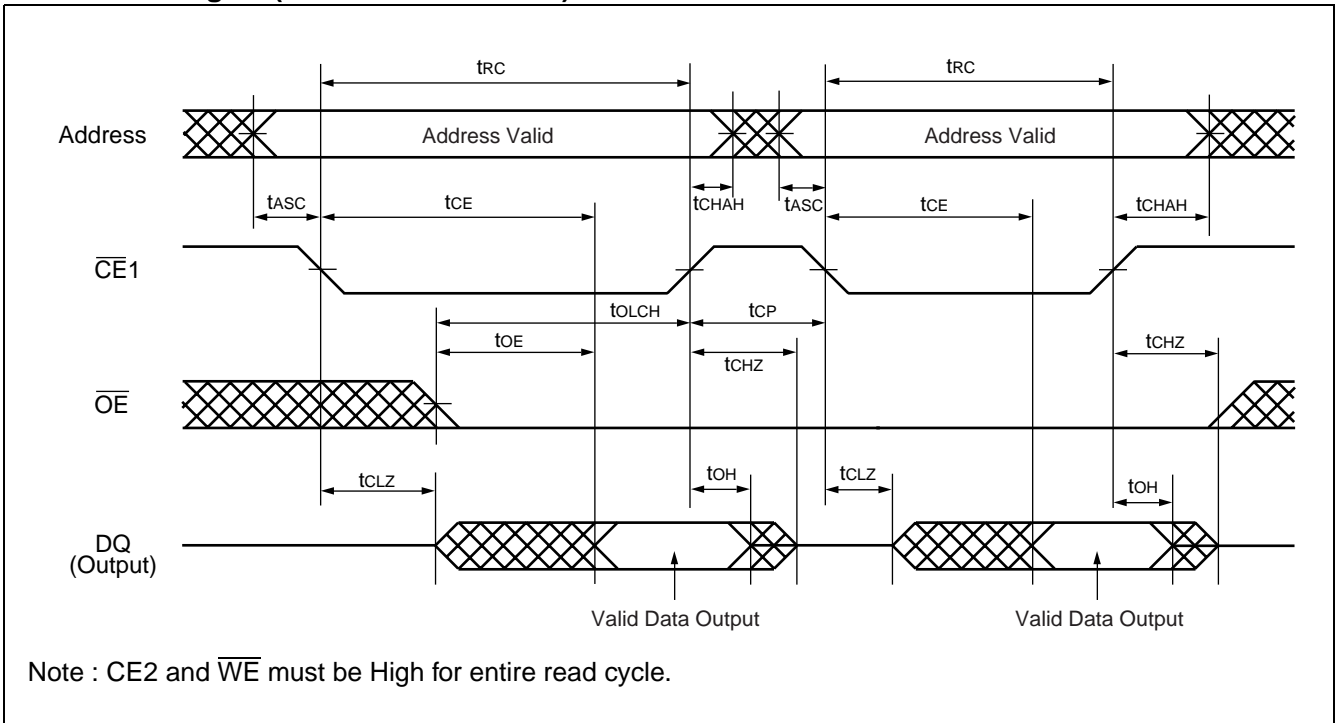 tRC tRC
Address Address Valid Address Valid
tASC tCE tCHAH tASC tCE tCHAH
CE1
tOLCH tCP
tOE tCHZ tCHZ
OE
tCLZ tOH tCLZ tOH
DQ
(Output)
Valid Data Output Valid Data Output
Note : CE2 and WE must be High for entire read cycle.